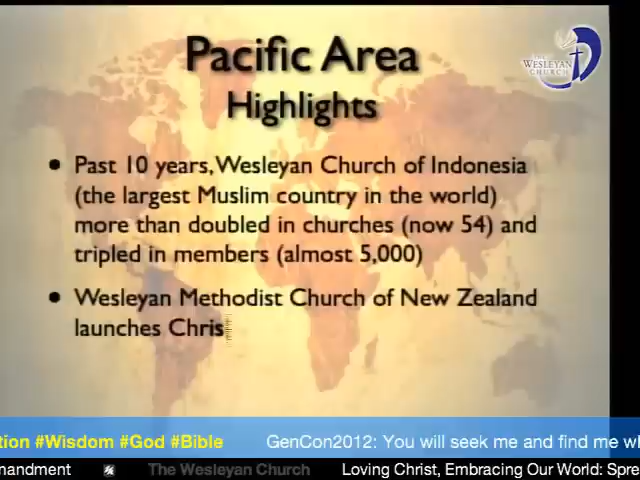 Pacific Area
Highlights
THE
WESLEYAN
CHURCH
• Past 10 years, Wesleyan Church of Indonesia
(the largest Muslim country in the world)
more than doubled in churches (now 54) and
tripled in members (almost 5,000)
• Wesleyan Methodist Church of New Zealand
launches Chris
tion #Wisdom #God #Bible GenCon2012: You will seek me and find me wh
mandment The Wesleyan Church Loving Christ, Embracing Our World: Spre